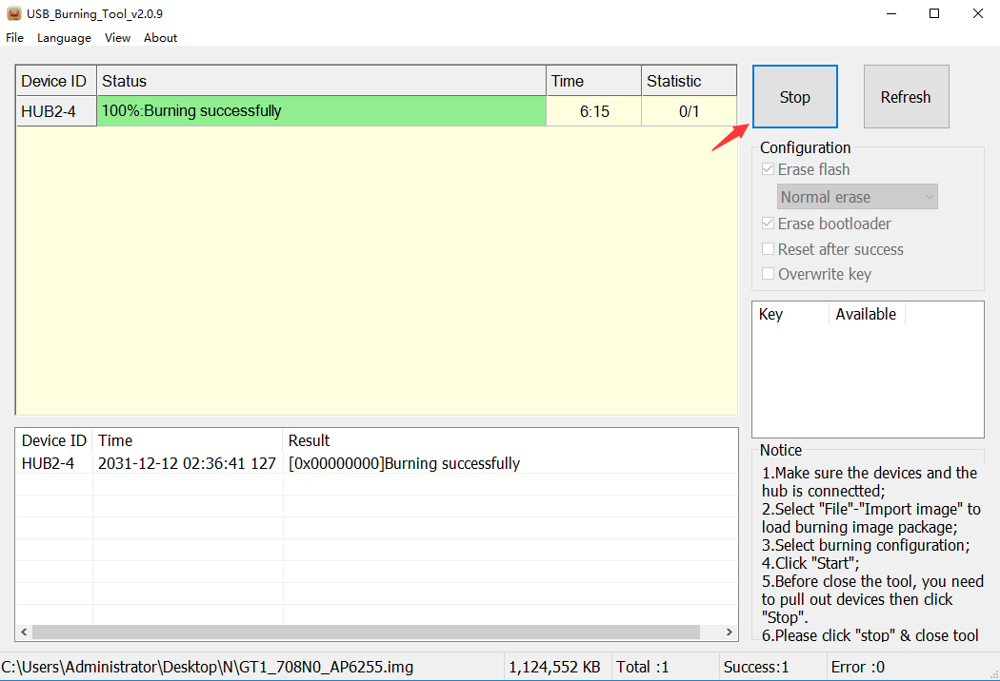 USB_Burning_Tool_v2.0.9
File Language View About
Device ID Status Time Statistic
HUB2-4 100%:Burning successfully 6:15 0/1
Stop Refresh
Configuration
Erase flash
Normal erase
Erase bootloader
Reset after success
Overwrite key
Key Available
Device ID Time Result
HUB2-4 2031-12-12 02:36:41 127 [0x00000000]Burning successfully
Notice
1.Make sure the devices and the
hub is connectted;
2.Select "File"-"Import image" to
load burning image package;
3.Select burning configuration;
4.Click "Start";
5.Before close the tool, you need
to pull out devices then click
"Stop".
6.Please click "stop" & close tool
C:\Users\Administrator\Desktop\N\GT1_708N0_AP6255.img 1,124,552 KB Total :1 Success:1 Error :0